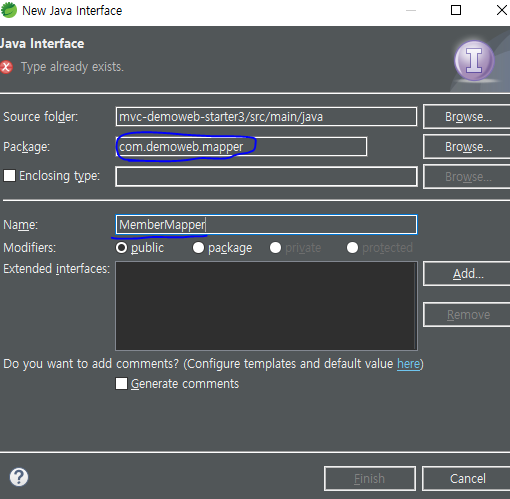 New Java Interface
Java Interface
Type already exists.
Source folder: mvc-demoweb-starter3/src/main/java Browse...
Package: com.demoweb.mapper Browse...
Enclosing type: Browse...
Name: MemberMapper
Modifiers: public package private protected
Extended interfaces: Add...
Remove
Do you want to add comments? (Configure templates and default value here)
Generate comments
? Finish Cancel